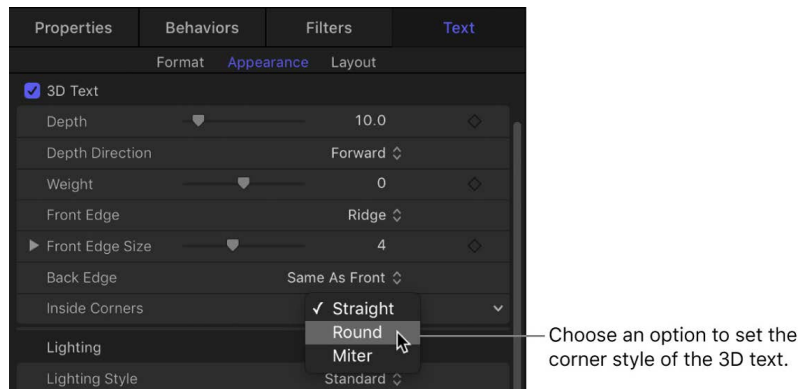 Properties Behaviors Filters Text
Format Appearance Layout
3D Text
Depth 10.0
Depth Direction Forward
Weight 0
Front Edge Ridge
Front Edge Size 4
Back Edge Same As Front
Inside Corners ✓ Straight
Round
Miter
Lighting
Lighting Style Standard
Choose an option to set the
corner style of the 3D text.